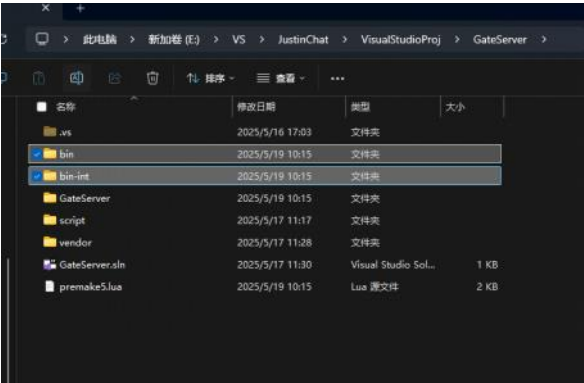 此电脑 > 新加卷 (E:) > VS > JustinChat > VisualStudioProj > GateServer >
排序 查看 ...
名称 修改日期 类型 大小
.vs 2025/5/16 17:03 文件夹
bin 2025/5/19 10:15 文件夹
bin-int 2025/5/19 10:15 文件夹
GateServer 2025/5/19 10:15 文件夹
script 2025/5/17 11:17 文件夹
vendor 2025/5/17 11:28 文件夹
GateServer.sln 2025/5/17 11:30 Visual Studio Sol... 1 KB
premake5.lua 2025/5/19 10:15 Lua 源文件 2 KB